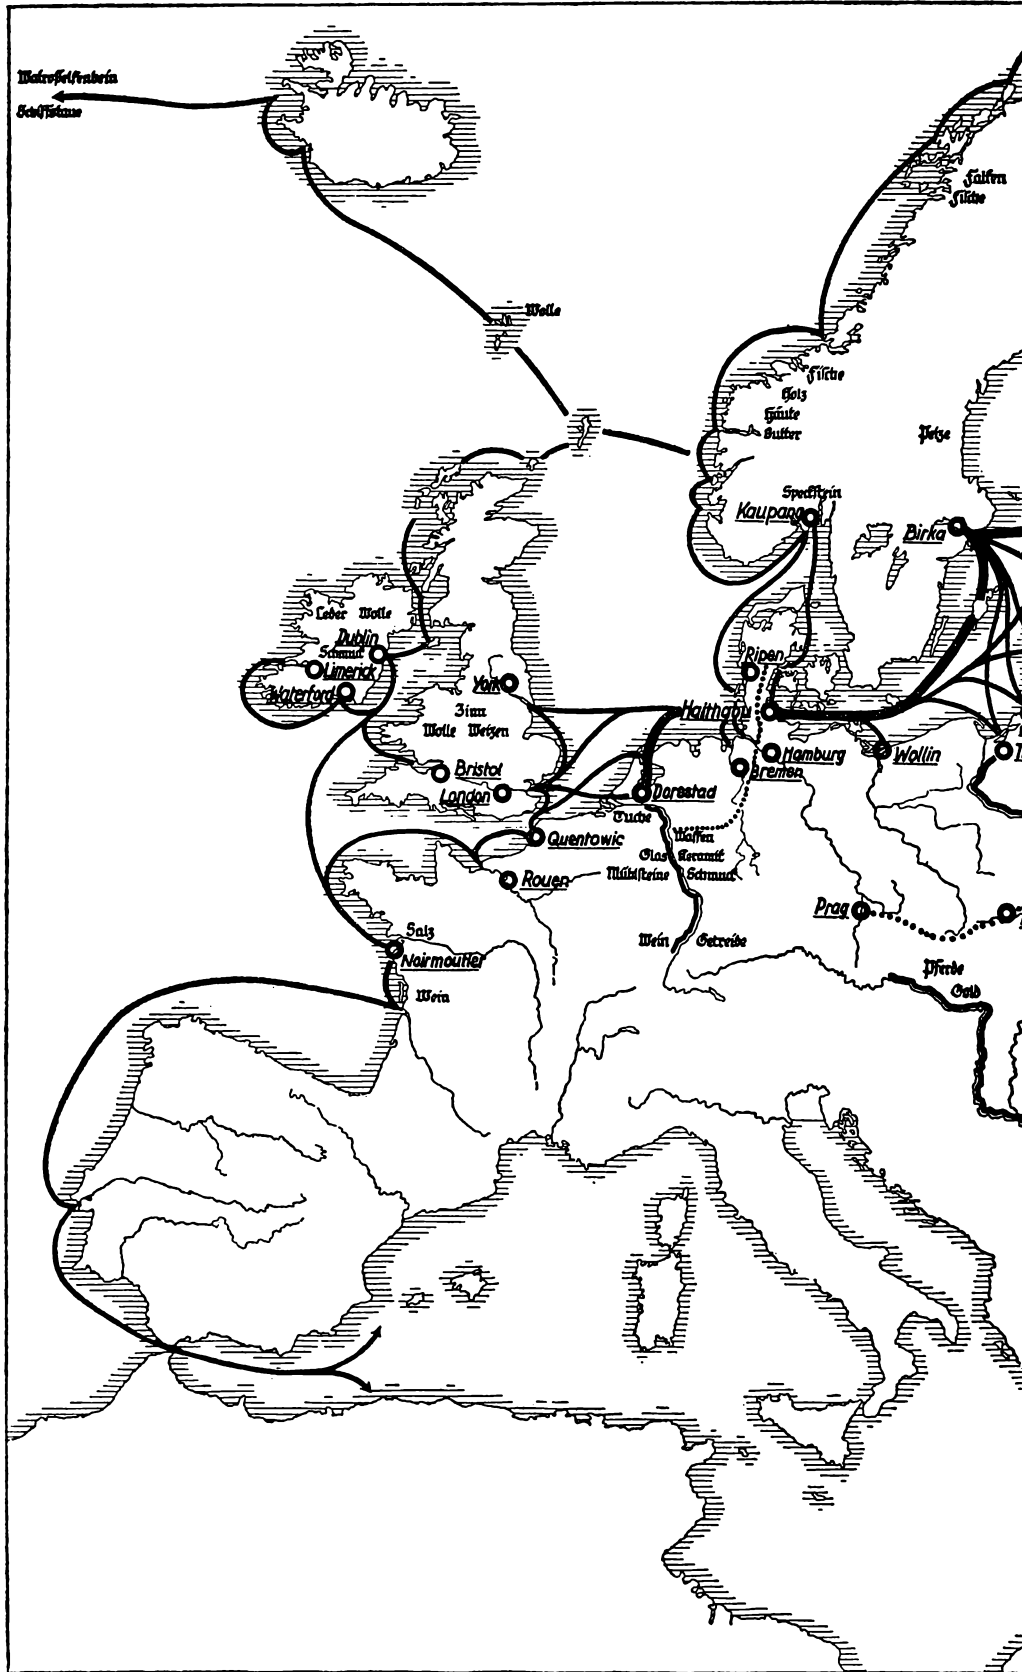 Walroßelfenbein
Schiffstaue
Falken
Fische
Wolle
Fische
Holz
Häute
Butter
Pelze
Speckstein
Kaupang
Birka
Leder Wolle
Dublin
Schmuck
Limerick
Waterford
York
Ripen
Haithabu
Zinn
Wolle Weizen
Hamburg
Wollin
Bristol
Bremen
London
Dorestad
Tuche
Quentowic
Waffen
Glas Keramik
Mühlsteine Schmuck
Rouen
Prag
Salz
Wein Getreide
Noirmoutier
Pferde
Gold
Wein